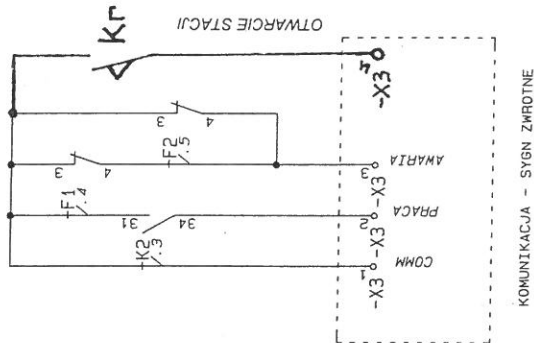 OTWARCIE STACJI
Kr
4
-X3
3 4
3 4
-F2
.5
3
AWARIA
-X3
-F1
.4
31 34
2
PRACA
-X3
-K2
.3
1
COMM
-X3
KOMUNIKACJA - SYGN ZWROTNE